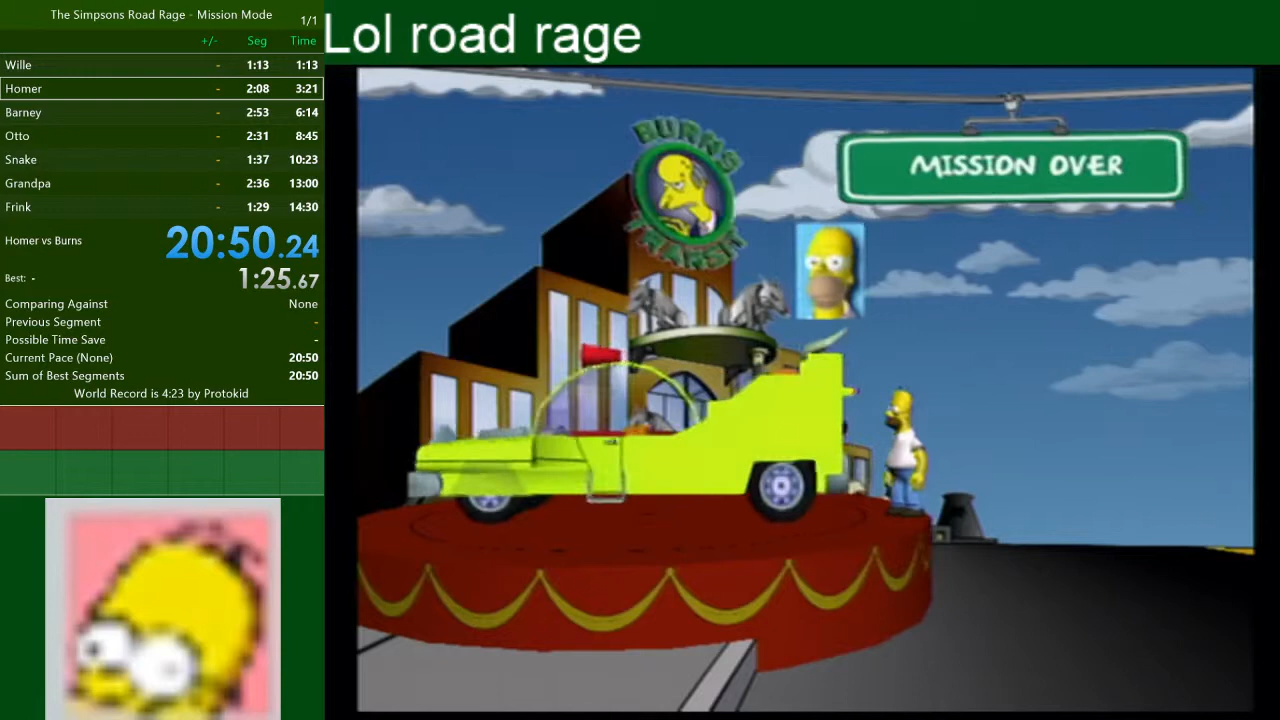 The Simpsons Road Rage - Mission Mode
1/1
+/- Seg Time
Wille - 1:13 1:13
Homer - 2:08 3:21
Barney - 2:53 6:14
Otto - 2:31 8:45
Snake - 1:37 10:23
Grandpa - 2:36 13:00
Frink - 1:29 14:30
Homer vs Burns 20:50.24
Best: - 1:25.67
Comparing Against None
Previous Segment -
Possible Time Save -
Current Pace (None) 20:50
Sum of Best Segments 20:50
World Record is 4:23 by Protokid
Lol road rage
BURNS
TRANSIT
MISSION OVER